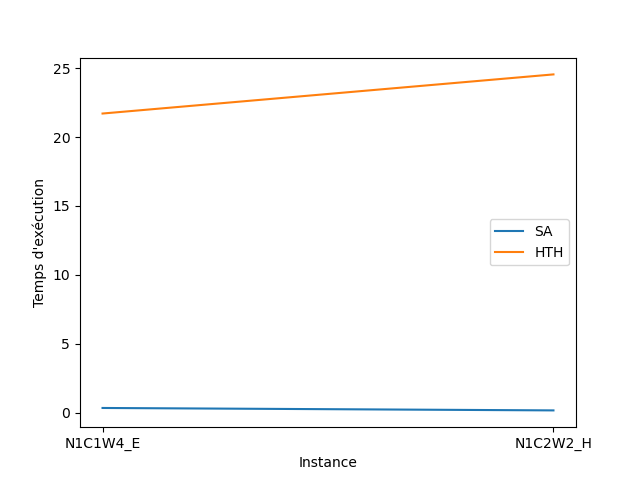 25
20
15
10
5
0
Temps d'exécution
SA
HTH
N1C1W4_E
N1C2W2_H
Instance